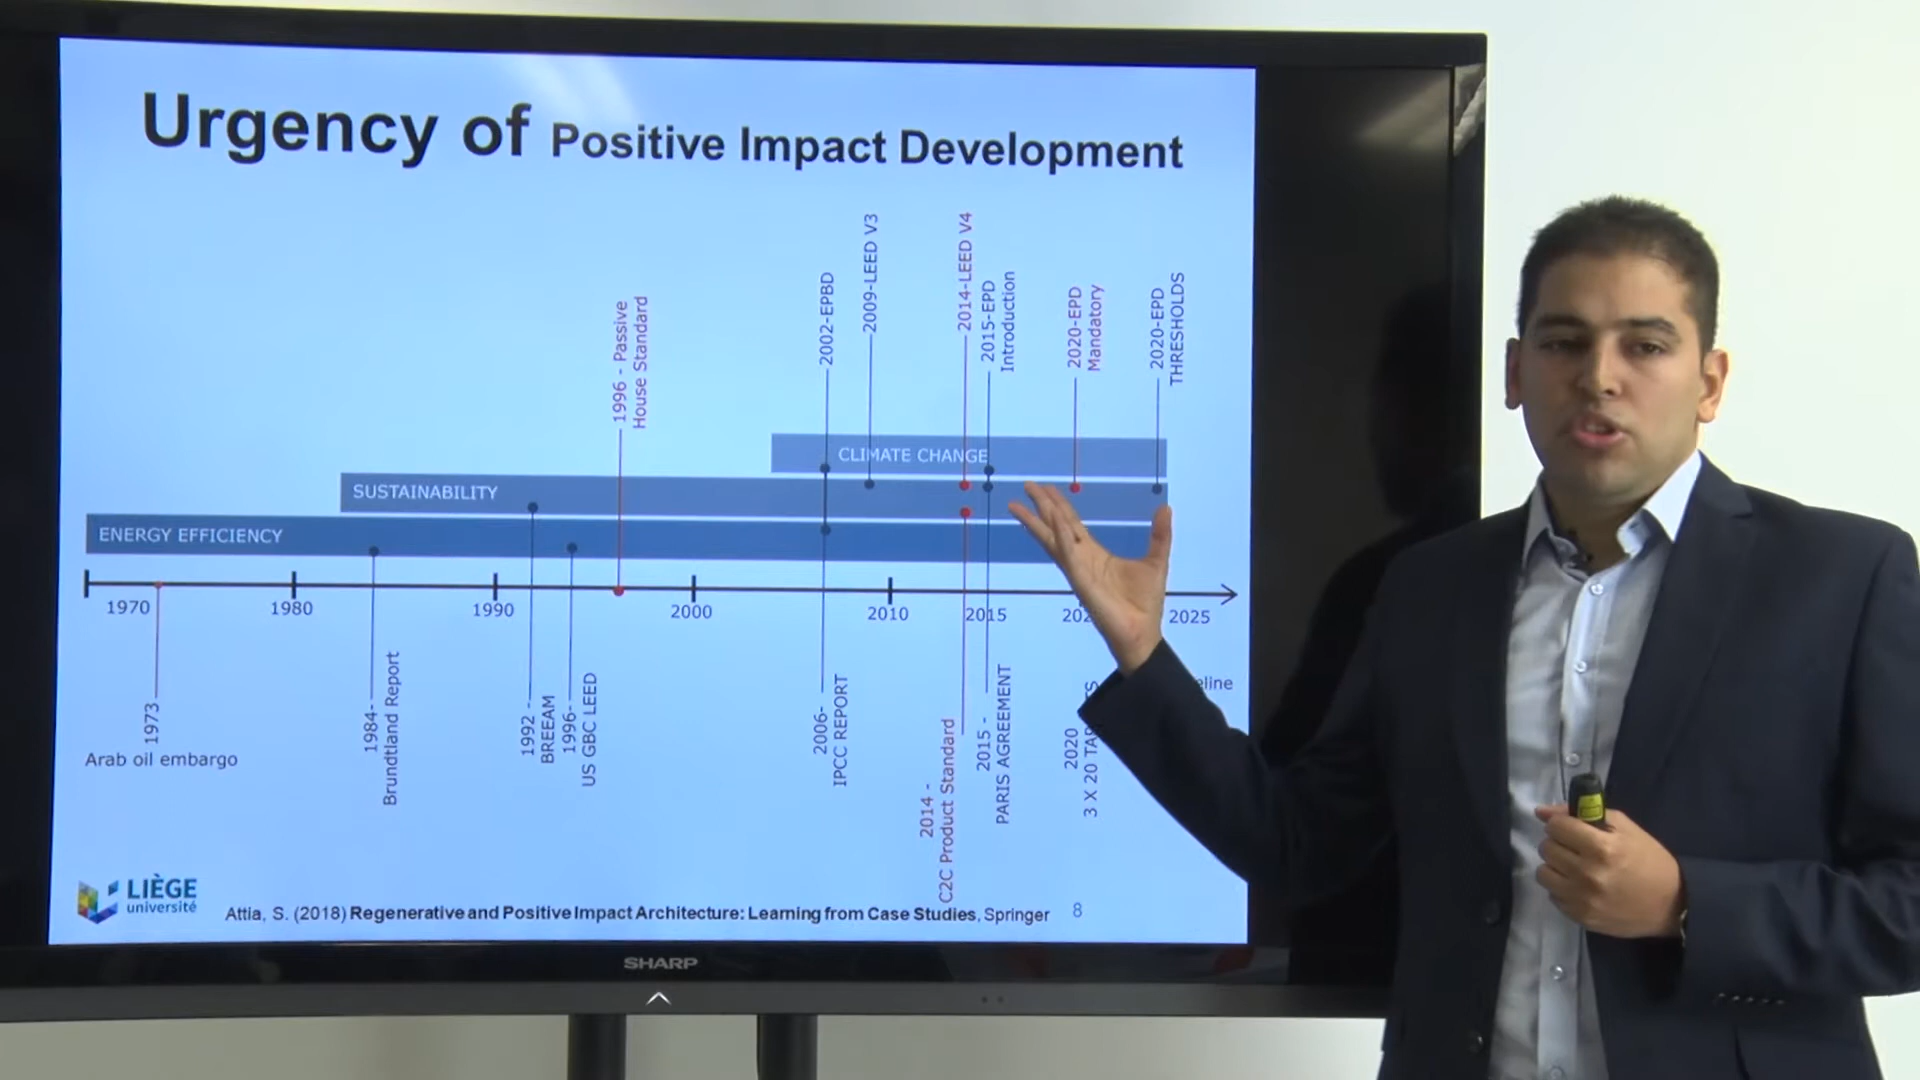 Urgency of Positive Impact Development
1996 - Passive
House Standard
2002-EPBD
2009-LEED V3
2014-LEED V4
2015-EPD
Introduction
2020-EPD
Mandatory
2020-EPD
THRESHOLDS
CLIMATE CHANGE
SUSTAINABILITY
ENERGY EFFICIENCY
1970
1980
1990
2000
2010
2015
2025
1973
Arab oil embargo
1984-
Brundtland Report
1992 -
BREEAM
1996-
US GBC LEED
2006-
IPCC REPORT
2014 -
C2C Product Standard
2015 -
PARIS AGREEMENT
2020
3 X 20
LIÈGE
université
Attia, S. (2018) Regenerative and Positive Impact Architecture: Learning from Case Studies, Springer
8
SHARP